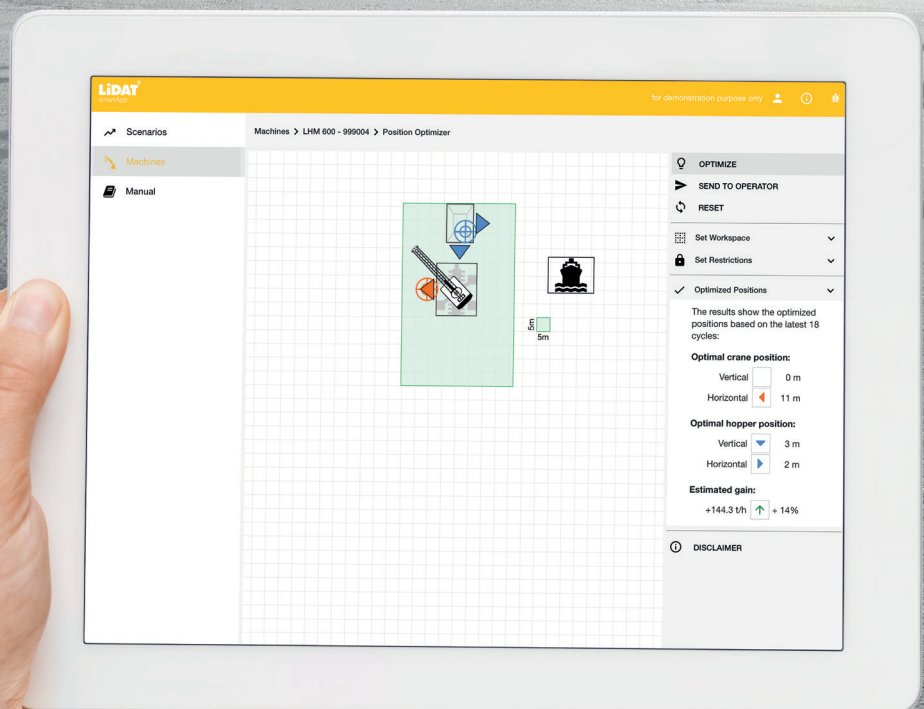 LiDAT
smartApp
for demonstration purpose only
Scenarios
Machines
Manual
Machines > LHM 600 - 999004 > Position Optimizer
5m
5m
OPTIMIZE
SEND TO OPERATOR
RESET
Set Workspace
Set Restrictions
Optimized Positions
The results show the optimized
positions based on the latest 18
cycles:
Optimal crane position:
Vertical 0 m
Horizontal 11 m
Optimal hopper position:
Vertical 3 m
Horizontal 2 m
Estimated gain:
+144.3 t/h + 14%
DISCLAIMER